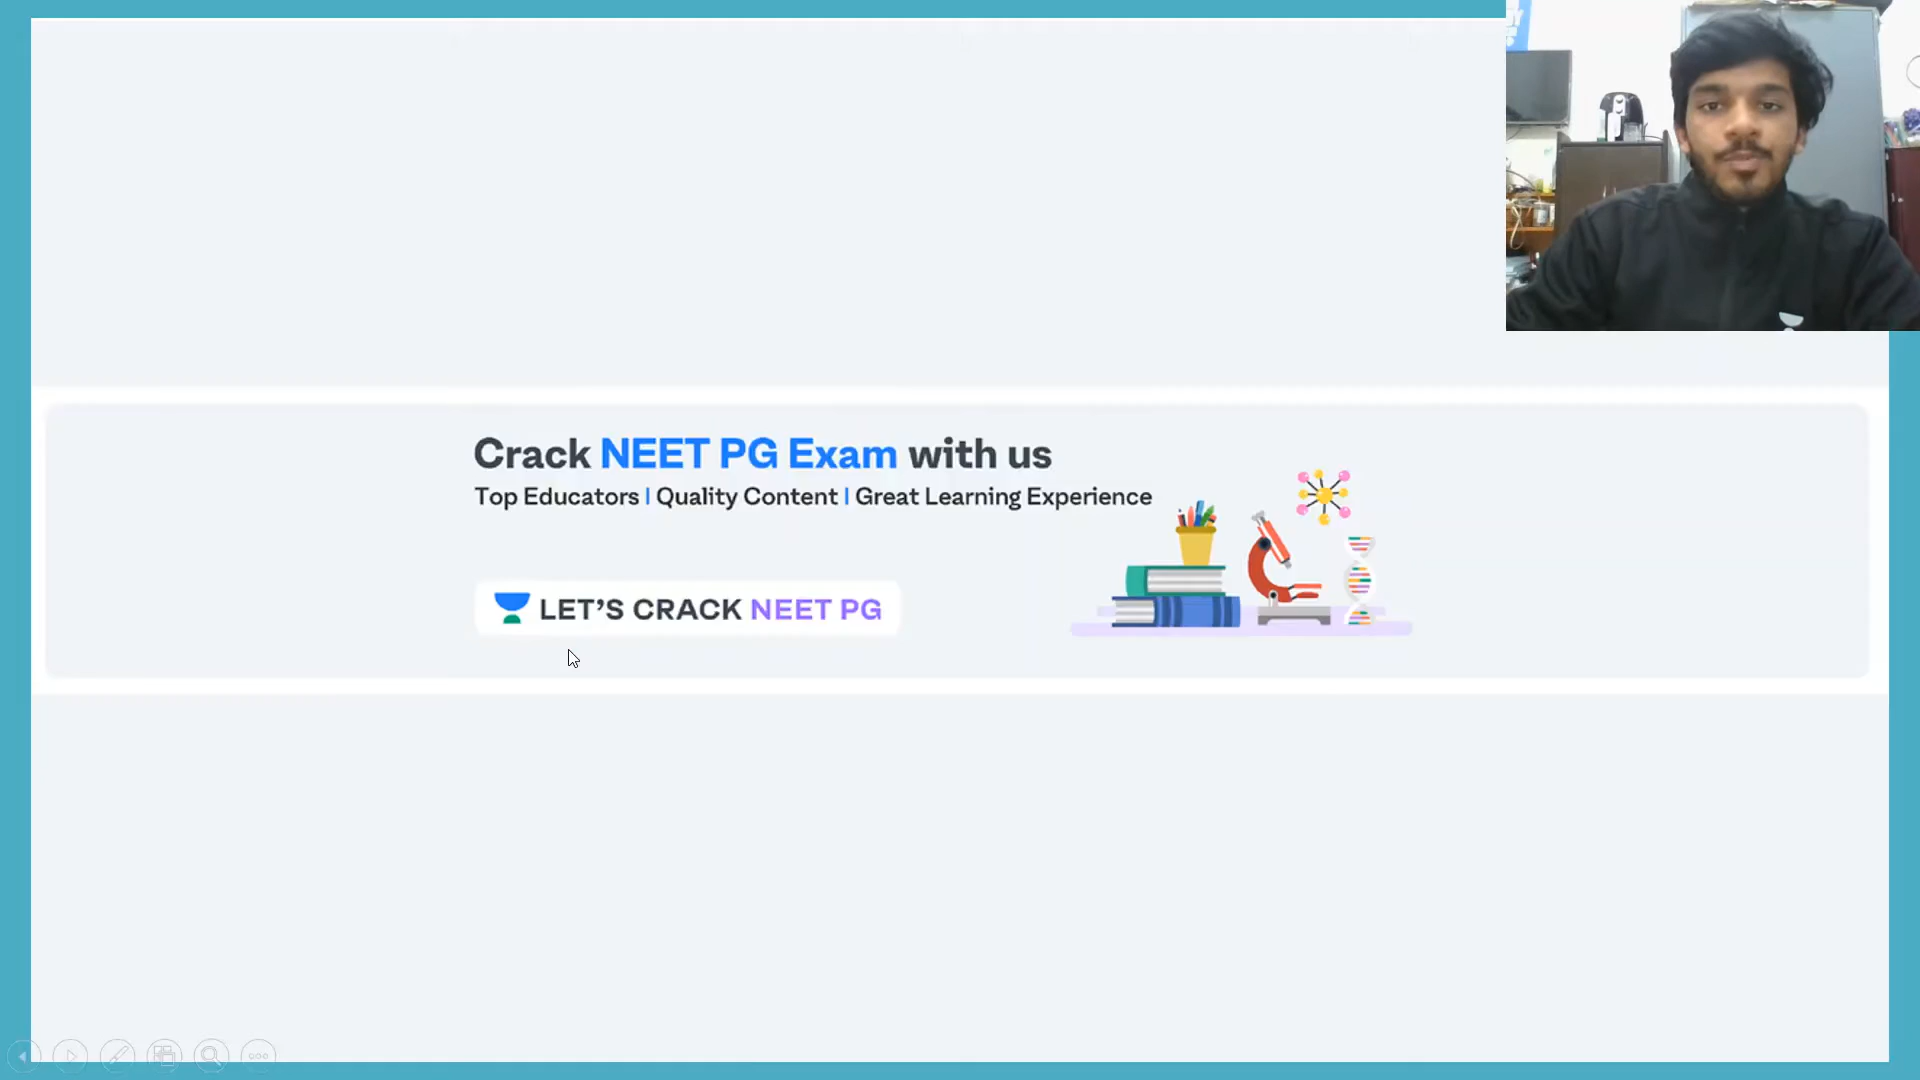 Crack NEET PG Exam with us
Top Educators | Quality Content | Great Learning Experience
LET'S CRACK NEET PG